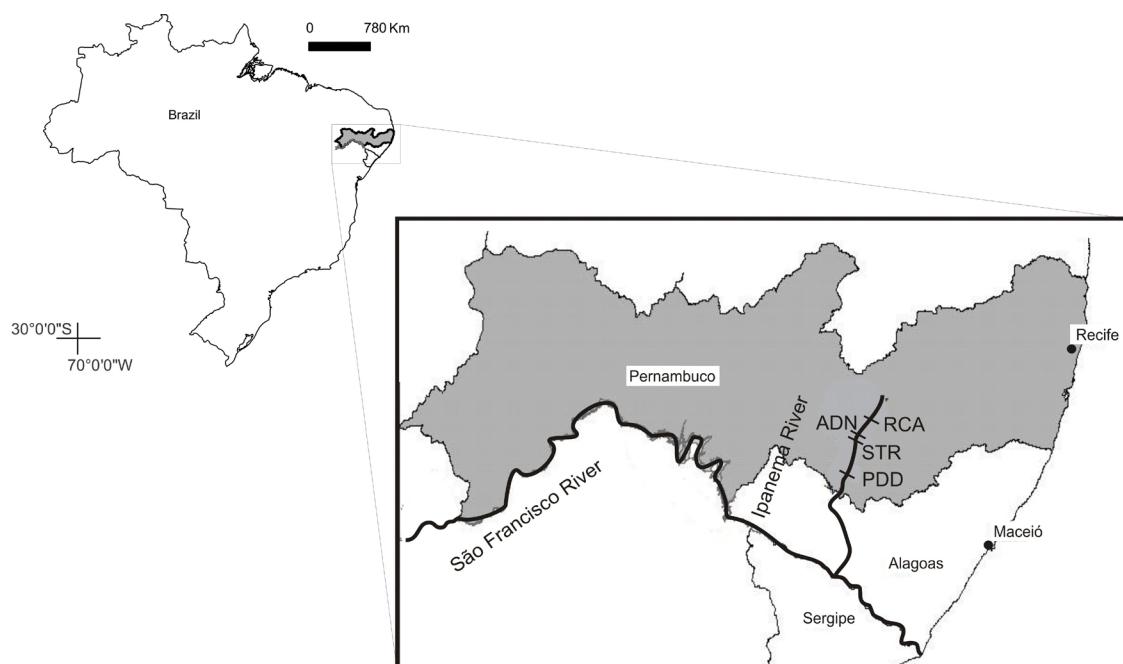 0 780 Km
Brazil
30°0'0"S
70°0'0"W
Recife
Pernambuco
Ipanema River
ADN
RCA
STR
PDD
São Francisco River
Maceió
Alagoas
Sergipe